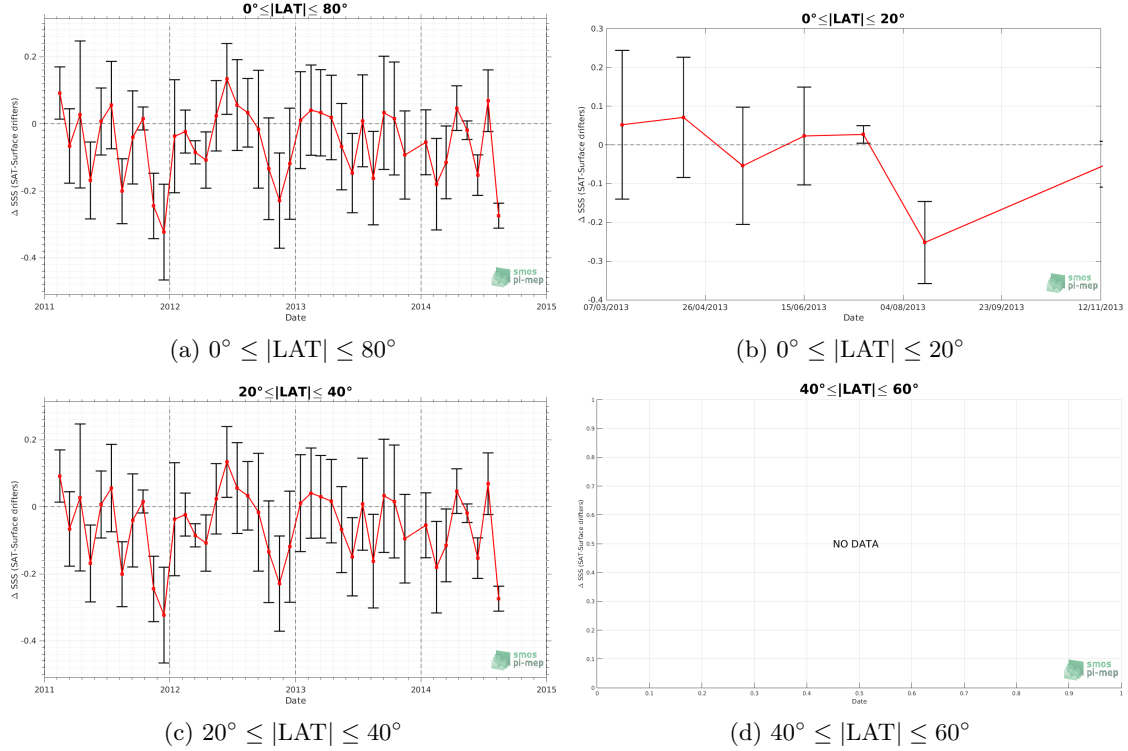 0°≤|LAT|≤ 80°
Δ SSS (SAT-Surface drifters)
0.2
0
-0.2
-0.4
2011
2012
2013
2014
2015
Date
smos
pi-mep
(a) 0° ≤ |LAT| ≤ 80°
0°≤|LAT|≤ 20°
Δ SSS (SAT-Surface drifters)
0.3
0.2
0.1
0
-0.1
-0.2
-0.3
-0.4
07/03/2013
26/04/2013
15/06/2013
04/08/2013
23/09/2013
12/11/2013
Date
smos
pi-mep
(b) 0° ≤ |LAT| ≤ 20°
20°≤|LAT|≤ 40°
Δ SSS (SAT-Surface drifters)
0.2
0
-0.2
-0.4
2011
2012
2013
2014
2015
Date
smos
pi-mep
(c) 20° ≤ |LAT| ≤ 40°
40°≤|LAT|≤ 60°
Δ SSS (SAT-Surface drifters)
1
0.9
0.8
0.7
0.6
0.5
0.4
0.3
0.2
0.1
0
NO DATA
0
0.1
0.2
0.3
0.4
0.5
0.6
0.7
0.8
0.9
1
Date
smos
pi-mep
(d) 40° ≤ |LAT| ≤ 60°